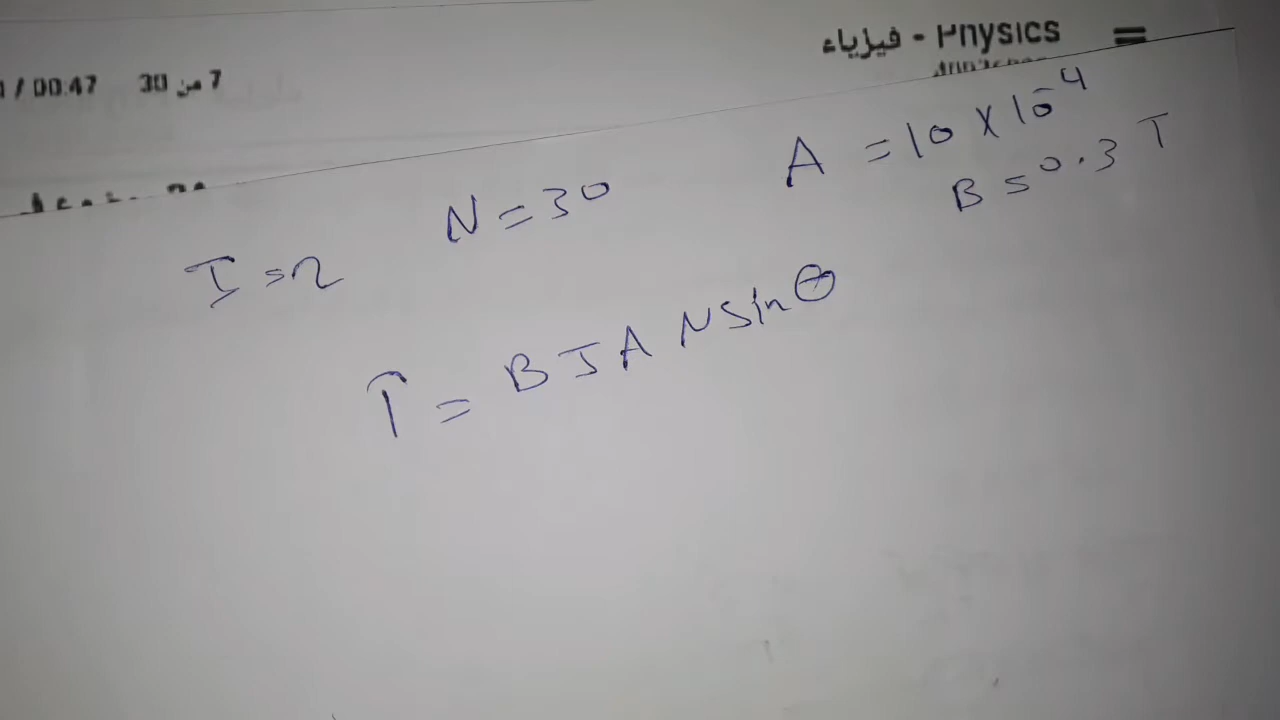 فيزياء - Physics
00:47 / 7 من 30
A = 10 X 10^-4
B = 0.3 T
N = 30
I = 2
T = B I A N sin θ